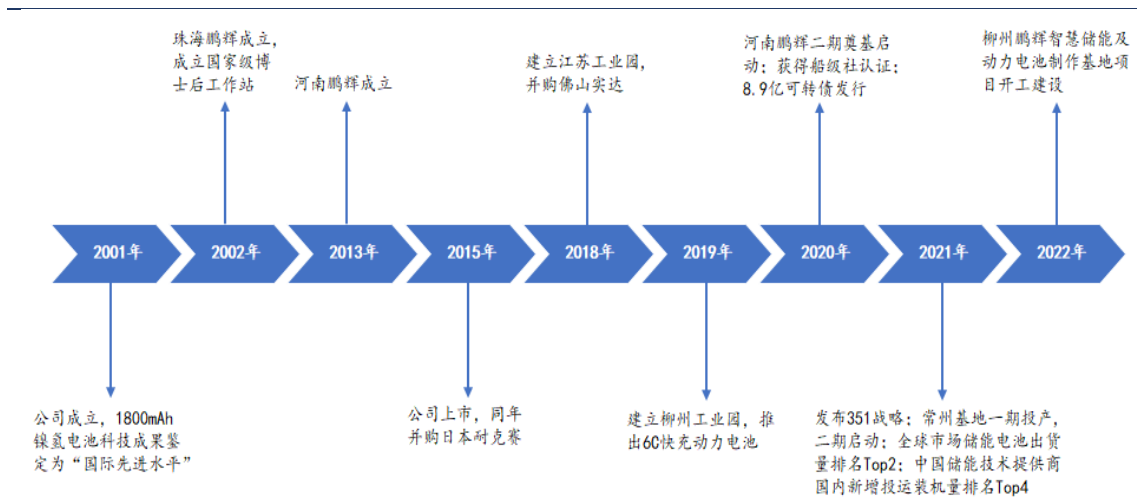 珠海鹏辉成立,
成立国家级博
士后工作站
河南鹏辉成立
建立江苏工业园,
并购佛山实达
河南鹏辉二期奠基启
动; 获得船级社认证;
8.9亿可转债发行
柳州鹏辉智慧储能及
动力电池制作基地项
目开工建设
2001年
2002年
2013年
2015年
2018年
2019年
2020年
2021年
2022年
公司成立, 1800mAh
镍氢电池科技成果鉴
定为“国际先进水平”
公司上市, 同年
并购日本耐克赛
建立柳州工业园, 推
出6C快充动力电池
发布351战略; 常州基地一期投产,
二期启动; 全球市场储能电池出货
量排名Top2; 中国储能技术提供商
国内新增投运装机量排名Top4